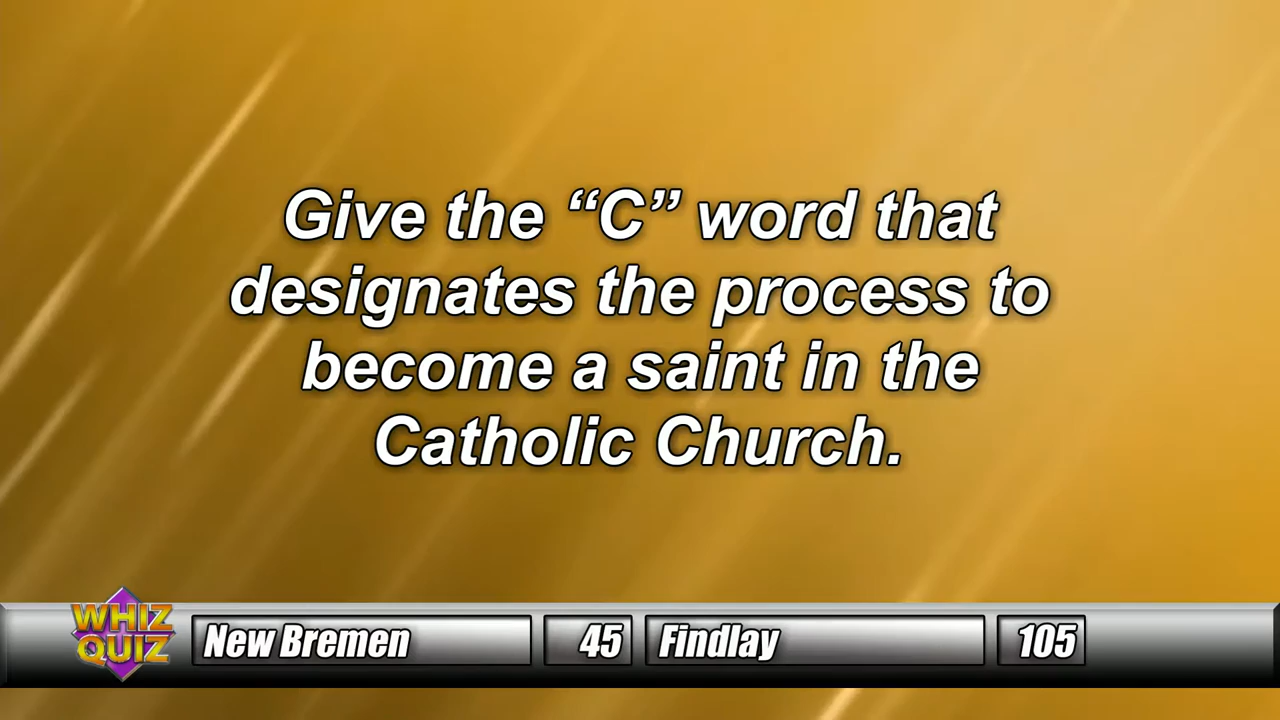 Give the “C” word that
designates the process to
become a saint in the
Catholic Church.
WHIZ
QUIZ
New Bremen 45 Findlay 105